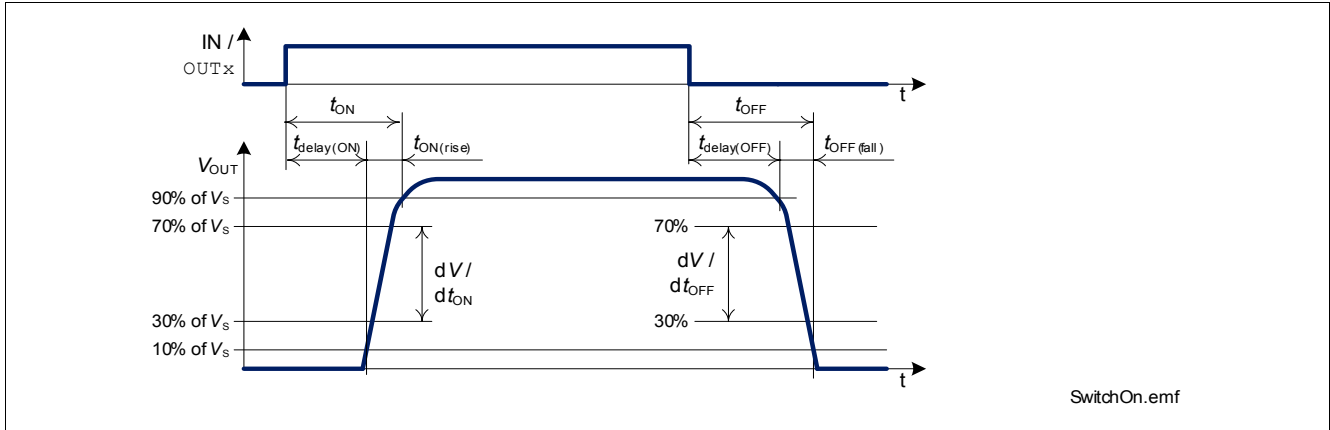 IN /
OUTx
t
tON
tOFF
tdelay(ON)
tON(rise)
tdelay(OFF)
tOFF(fall)
VOUT
90% of VS
70% of VS
70%
dV /
dtON
dV /
dtOFF
30% of VS
30%
10% of VS
t
SwitchOn.emf